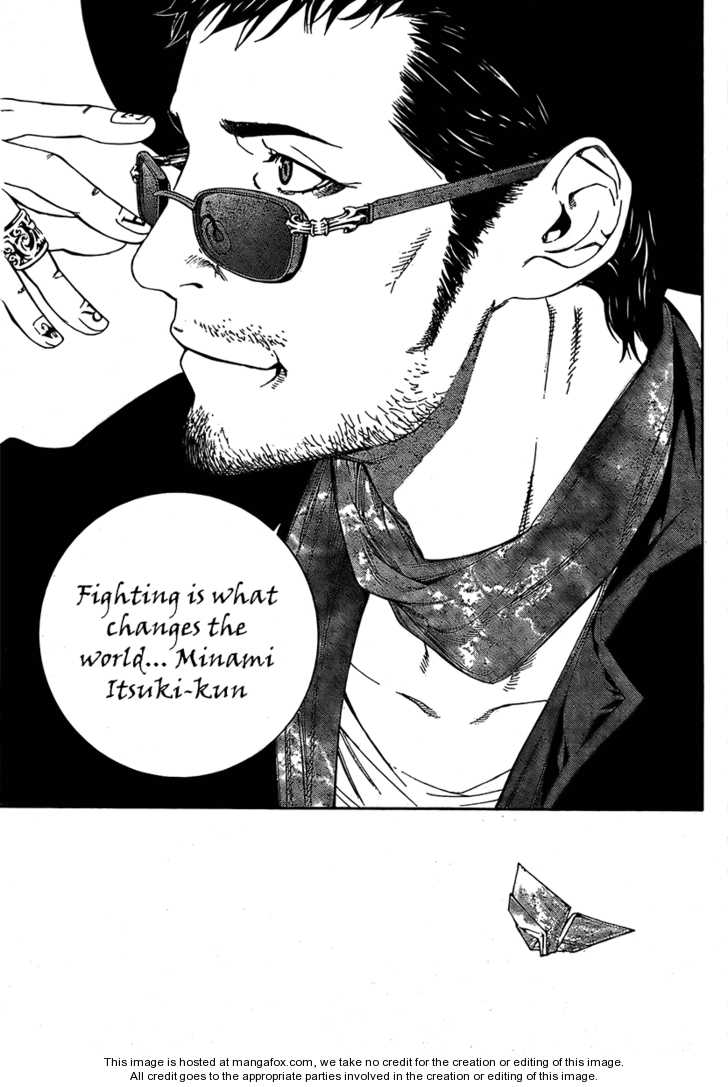 Fighting is what
changes the
world... Minami
Itsuki-kun
This image is hosted at mangafox.com, we take no credit for the creation or editing of this image.
All credit goes to the appropriate parties involved in the creation or editing of this image.